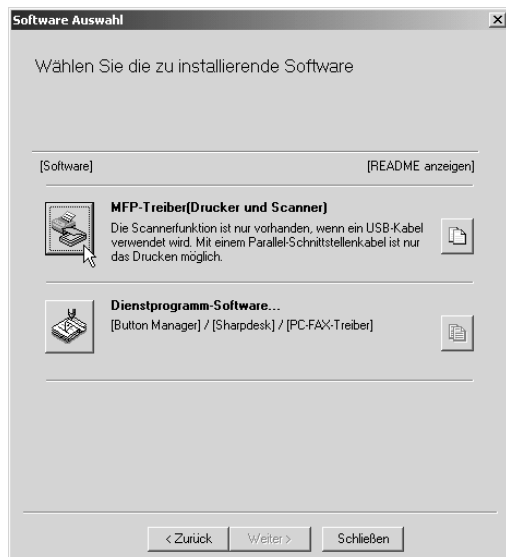 Software Auswahl
Wählen Sie die zu installierende Software
[Software] [README anzeigen]
MFP-Treiber(Drucker und Scanner)
Die Scannerfunktion ist nur vorhanden, wenn ein USB-Kabel
verwendet wird. Mit einem Parallel-Schnittstellenkabel ist nur
das Drucken möglich.
Dienstprogramm-Software...
[Button Manager] / [Sharpdesk] / [PC-FAX-Treiber]
< Zurück Weiter > Schließen